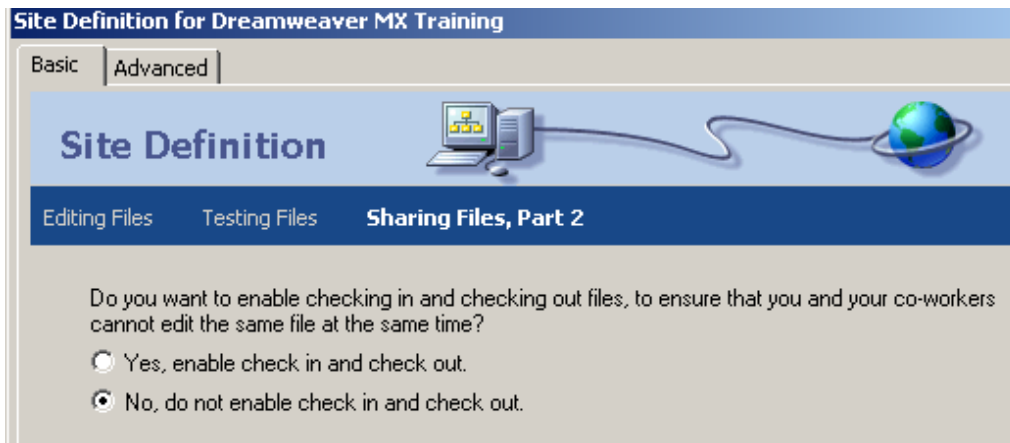 Site Definition for Dreamweaver MX Training
Basic
Advanced
Site Definition
Editing Files
Testing Files
Sharing Files, Part 2
Do you want to enable checking in and checking out files, to ensure that you and your co-workers
cannot edit the same file at the same time?
Yes, enable check in and check out.
No, do not enable check in and check out.